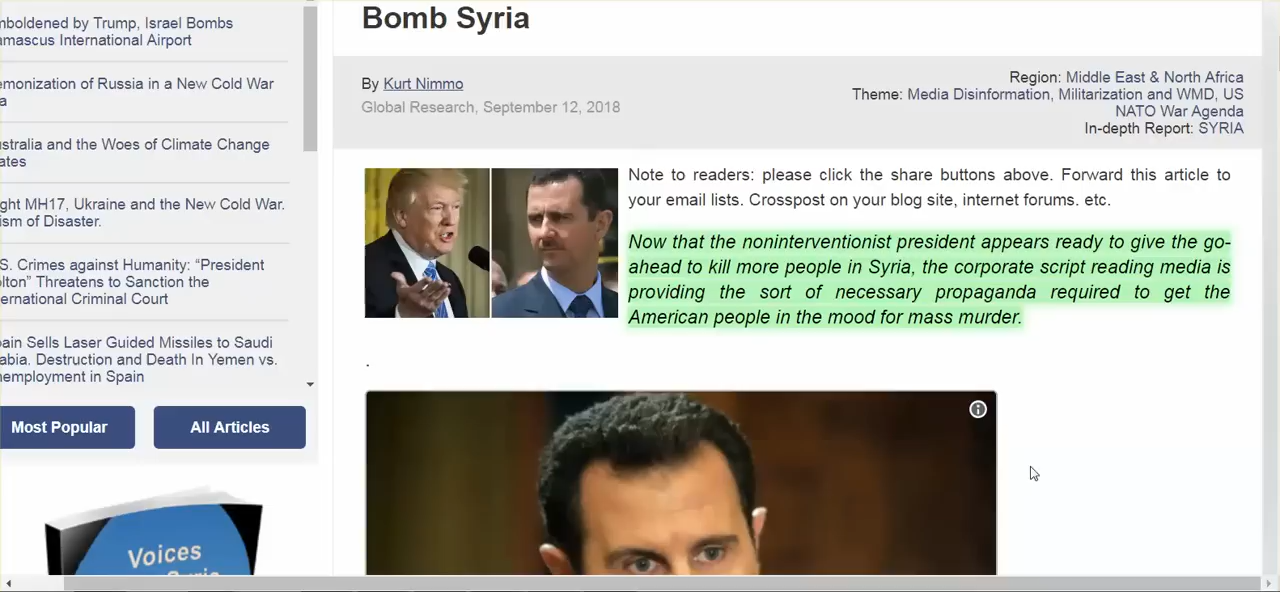 mboldened by Trump, Israel Bombs
amascus International Airport
emonization of Russia in a New Cold War
a
ustralia and the Woes of Climate Change
ates
ght MH17, Ukraine and the New Cold War.
ism of Disaster.
S. Crimes against Humanity: “President
olton” Threatens to Sanction the
ernational Criminal Court
pain Sells Laser Guided Missiles to Saudi
abia. Destruction and Death In Yemen vs.
nemployment in Spain
Most Popular
All Articles
Voices
Bomb Syria
By Kurt Nimmo
Global Research, September 12, 2018
Region: Middle East & North Africa
Theme: Media Disinformation, Militarization and WMD, US
NATO War Agenda
In-depth Report: SYRIA
Note to readers: please click the share buttons above. Forward this article to
your email lists. Crosspost on your blog site, internet forums. etc.
Now that the noninterventionist president appears ready to give the go-
ahead to kill more people in Syria, the corporate script reading media is
providing the sort of necessary propaganda required to get the
American people in the mood for mass murder.
.